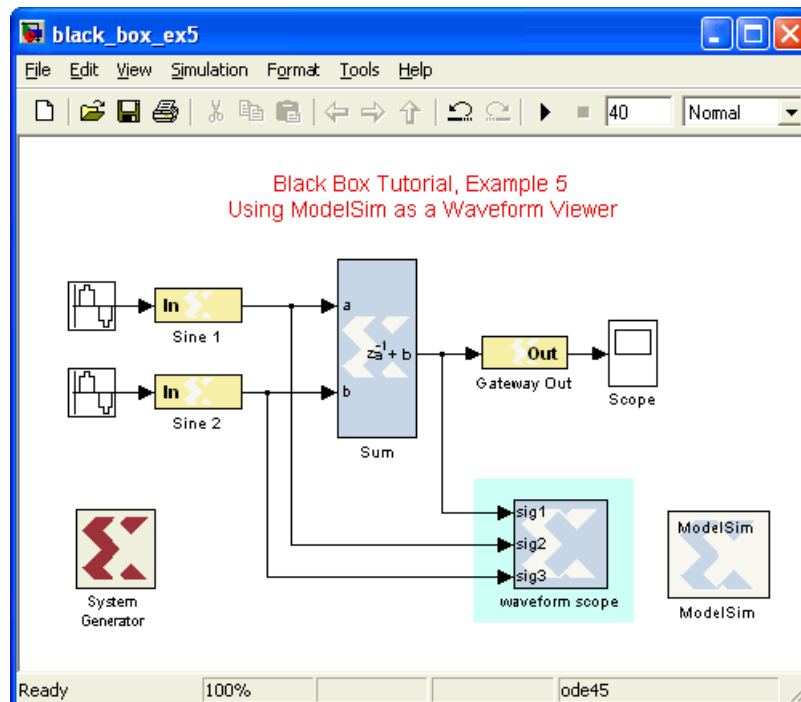 black_box_ex5
File Edit View Simulation Format Tools Help
40 Normal
Black Box Tutorial, Example 5
Using ModelSim as a Waveform Viewer
In
Sine 1
In
Sine 2
a
b
z⁻¹ a + b
Sum
Out
Gateway Out
Scope
sig1
sig2
sig3
waveform scope
System
Generator
ModelSim
ModelSim
Ready 100% ode45